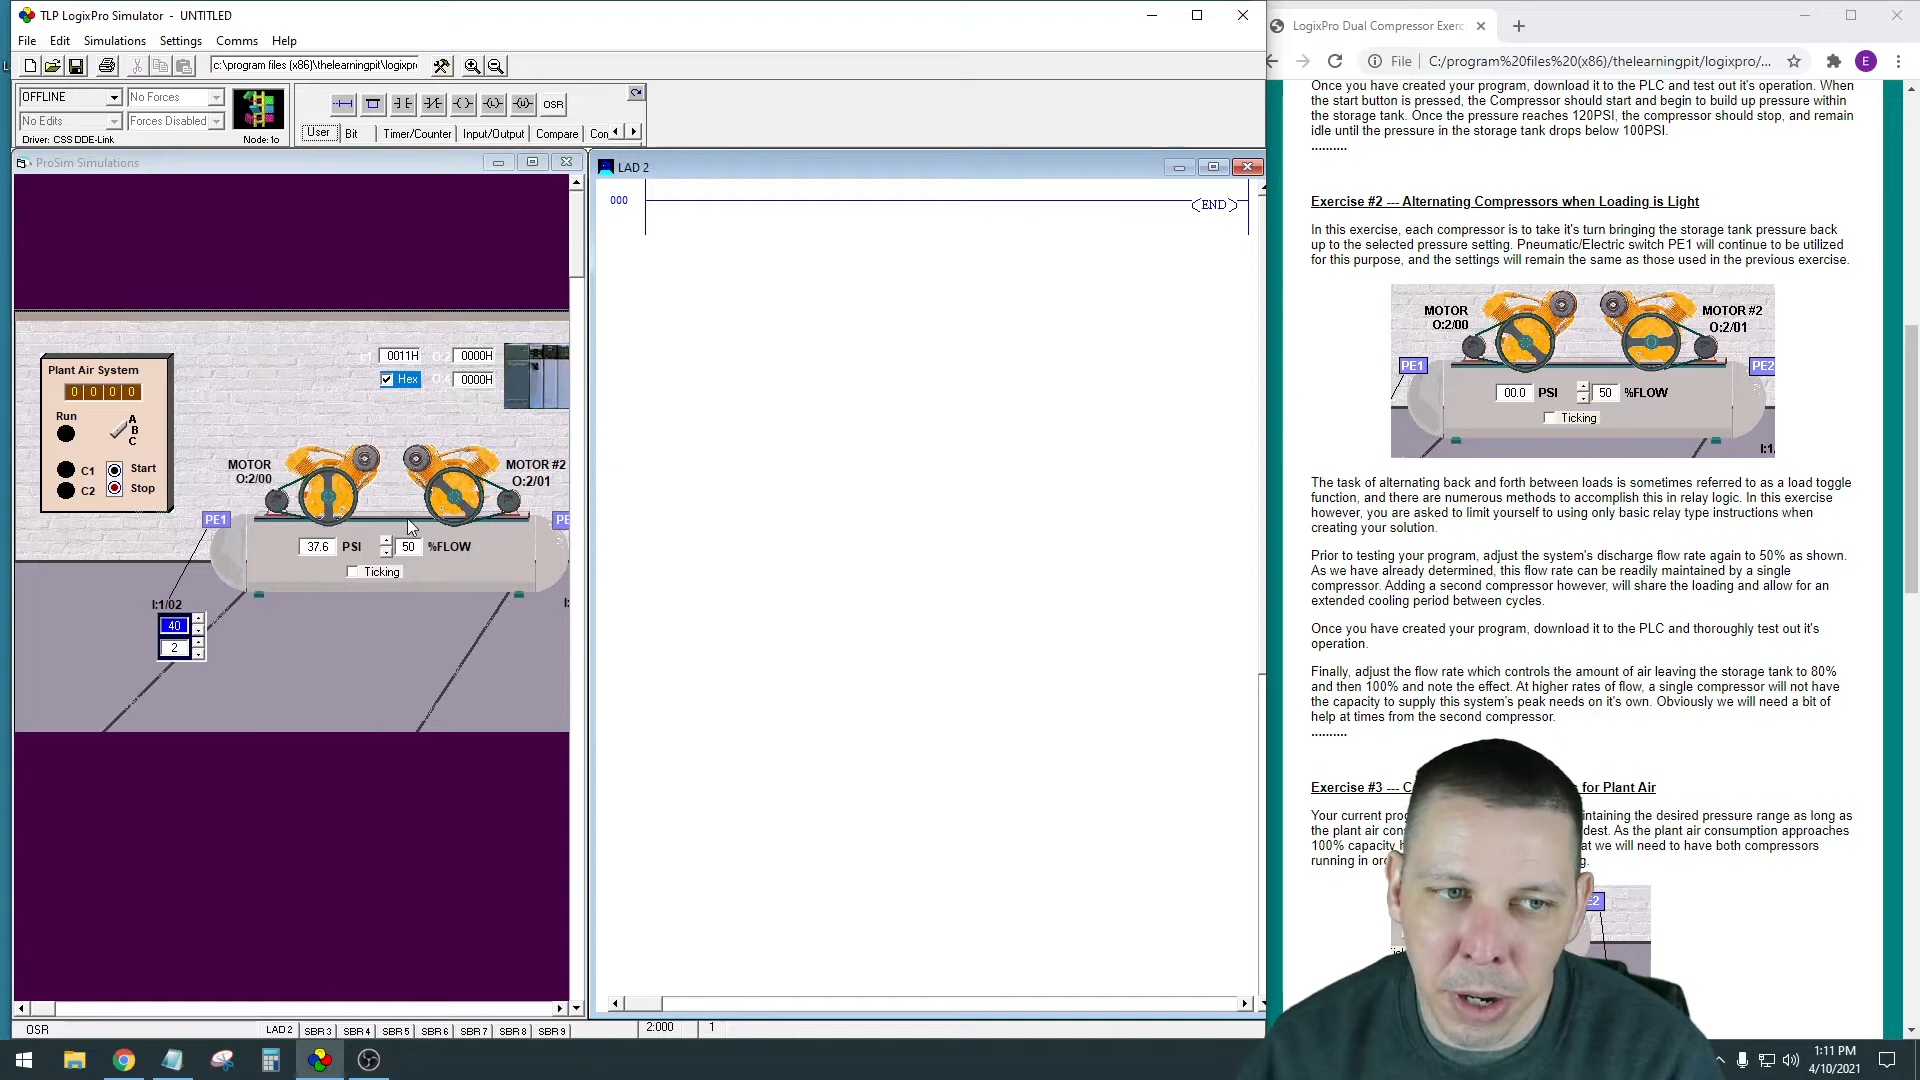 TLP LogixPro Simulator - UNTITLED
File Edit Simulations Settings Comms Help
c:\program files (x86)\thelearningpit\logixpr
OFFLINE
No Forces
No Edits
Forces Disabled
Driver: CSS DDE-Link
Node: 1o
OSR
User Bit Timer/Counter Input/Output Compare Con
ProSim Simulations
Plant Air System
0 0 0 0
Run
A
B
C
C1 Start
C2 Stop
0011H 0000H
Hex 0000H
MOTOR
O:2/00
MOTOR #2
O:2/01
PE1
PE
37.6 PSI 50 %FLOW
Ticking
I:1/02
40
2
LAD 2
000
END
OSR
LAD 2 SBR 3 SBR 4 SBR 5 SBR 6 SBR 7 SBR 8 SBR 9
2:000 1
LogixPro Dual Compressor Exerc
File C:/program%20files%20(x86)/thelearningpit/logixpro/...
E
Once you have created your program, download it to the PLC and test out it's operation. When
the start button is pressed, the Compressor should start and begin to build up pressure within
the storage tank. Once the pressure reaches 120PSI, the compressor should stop, and remain
idle until the pressure in the storage tank drops below 100PSI.
..........
Exercise #2 --- Alternating Compressors when Loading is Light
In this exercise, each compressor is to take it's turn bringing the storage tank pressure back
up to the selected pressure setting. Pneumatic/Electric switch PE1 will continue to be utilized
for this purpose, and the settings will remain the same as those used in the previous exercise.
MOTOR
O:2/00
MOTOR #2
O:2/01
PE1
PE2
00.0 PSI 50 %FLOW
Ticking
I:1
The task of alternating back and forth between loads is sometimes referred to as a load toggle
function, and there are numerous methods to accomplish this in relay logic. In this exercise
however, you are asked to limit yourself to using only basic relay type instructions when
creating your solution.
Prior to testing your program, adjust the system's discharge flow rate again to 50% as shown.
As we have already determined, this flow rate can be readily maintained by a single
compressor. Adding a second compressor however, will share the loading and allow for an
extended cooling period between cycles.
Once you have created your program, download it to the PLC and thoroughly test out it's
operation.
Finally, adjust the flow rate which controls the amount of air leaving the storage tank to 80%
and then 100% and note the effect. At higher rates of flow, a single compressor will not have
the capacity to supply this system's peak needs on it's own. Obviously we will need a bit of
help at times from the second compressor.
..........
Exercise #3 --- for Plant Air
Your current intaining the desired pressure range as long as
the plant air dest. As the plant air consumption approaches
100% capacity at we will need to have both compressors
running in
1:11 PM
4/10/2021